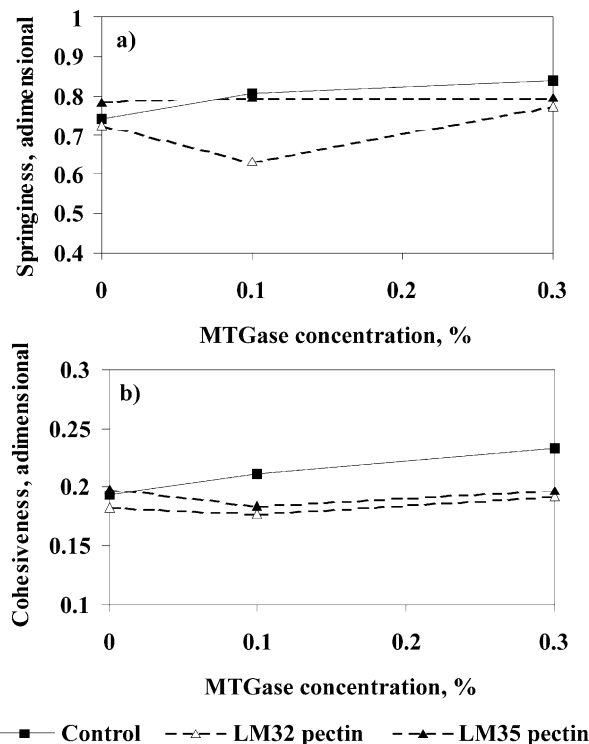 a)
1
0.9
0.8
0.7
0.6
0.5
0.4
Springiness, adimensional
0 0.1 0.2 0.3
MTGase concentration, %
b)
0.3
0.25
0.2
0.15
0.1
Cohesiveness, adimensional
0 0.1 0.2 0.3
MTGase concentration, %
Control LM32 pectin LM35 pectin